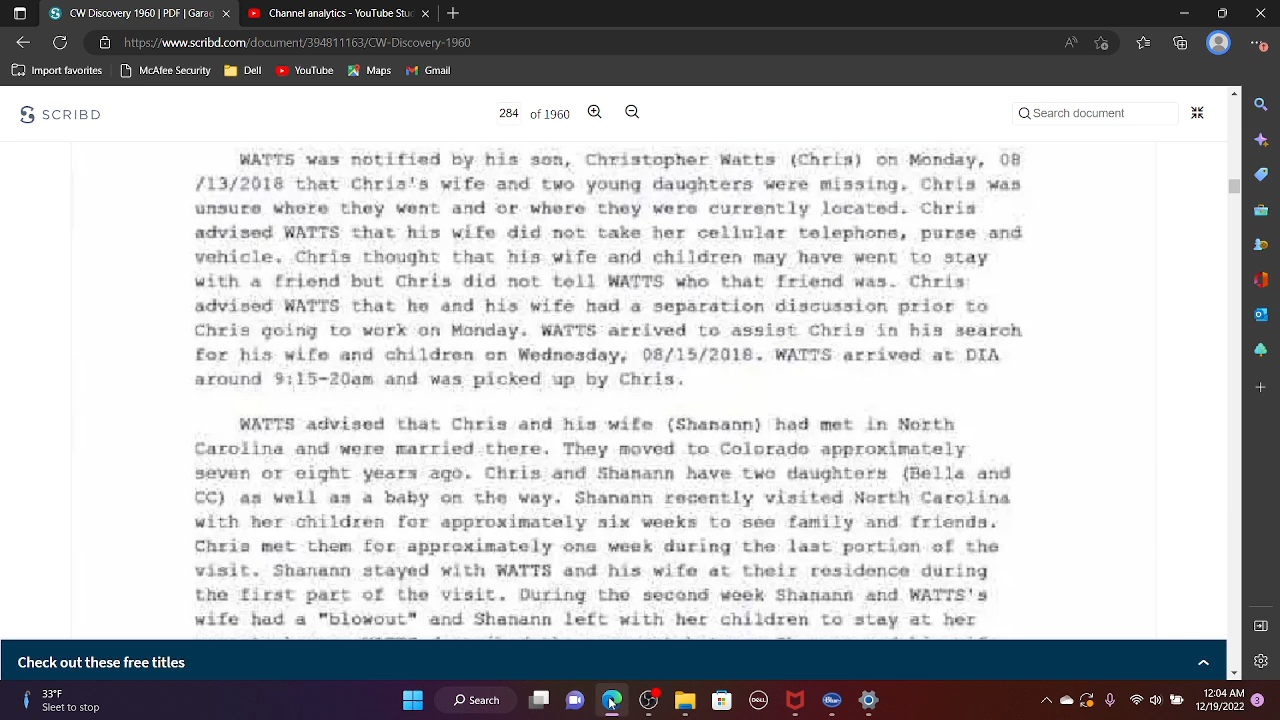 CW Discovery 1960 | PDF | Garag
Channel analytics - YouTube Stu
https://www.scribd.com/document/394811163/CW-Discovery-1960
Import favorites
McAfee Security
Dell
YouTube
Maps
Gmail
SCRIBD
284 of 1960
Search document
WATTS was notified by his son, Christopher Watts (Chris) on Monday, 08
/13/2018 that Chris's wife and two young daughters were missing. Chris was
unsure where they went and or where they were currently located. Chris
advised WATTS that his wife did not take her cellular telephone, purse and
vehicle. Chris thought that his wife and children may have went to stay
with a friend but Chris did not tell WATTS who that friend was. Chris
advised WATTS that he and his wife had a separation discussion prior to
Chris going to work on Monday. WATTS arrived to assist Chris in his search
for his wife and children on Wednesday, 08/15/2018. WATTS arrived at DIA
around 9:15-20am and was picked up by Chris.
WATTS advised that Chris and his wife (Shanann) had met in North
Carolina and were married there. They moved to Colorado approximately
seven or eight years ago. Chris and Shanann have two daughters (Bella and
CC) as well as a baby on the way. Shanann recently visited North Carolina
with her children for approximately six weeks to see family and friends.
Chris met them for approximately one week during the last portion of the
visit. Shanann stayed with WATTS and his wife at their residence during
the first part of the visit. During the second week Shanann and WATTS's
wife had a "blowout" and Shanann left with her children to stay at her
Check out these free titles
33°F
Sleet to stop
Search
DELL
Blue
12:04 AM
12/19/2022
3